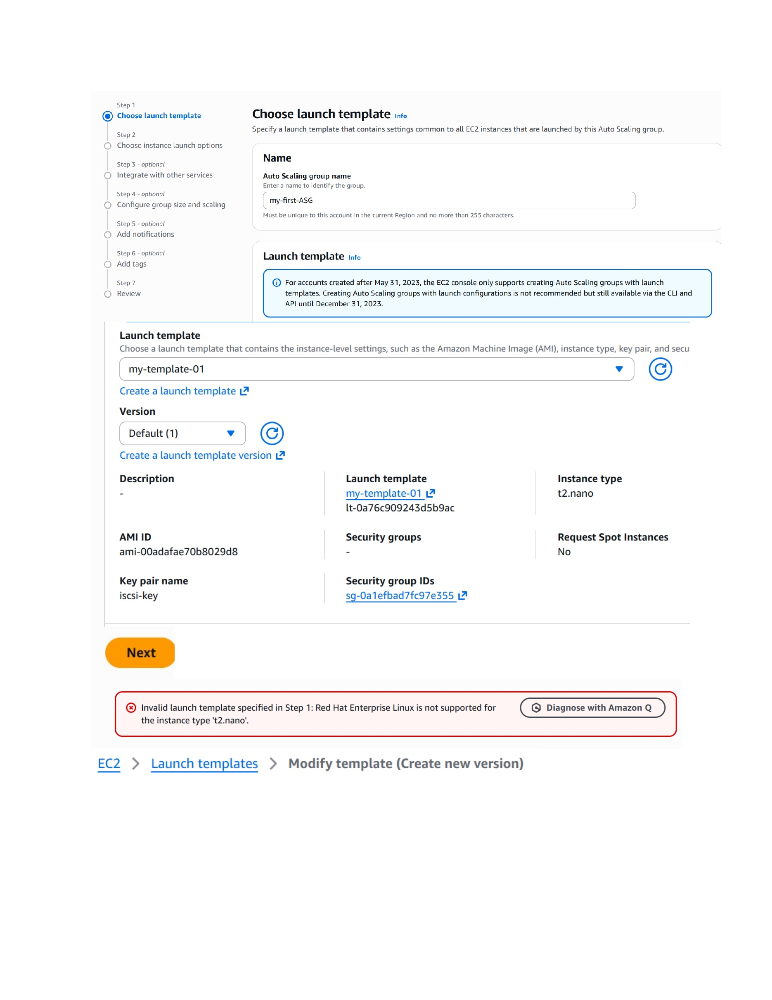 Step 1
Choose launch template
Step 2
Choose instance launch options
Step 3 - optional
Integrate with other services
Step 4 - optional
Configure group size and scaling
Step 5 - optional
Add notifications
Step 6 - optional
Add tags
Step 7
Review
Choose launch template Info
Specify a launch template that contains settings common to all EC2 instances that are launched by this Auto Scaling group.
Name
Auto Scaling group name
Enter a name to identify the group.
my-first-ASG
Must be unique to this account in the current Region and no more than 255 characters.
Launch template Info
For accounts created after May 31, 2023, the EC2 console only supports creating Auto Scaling groups with launch
templates. Creating Auto Scaling groups with launch configurations is not recommended but still available via the CLI and
API until December 31, 2023.
Launch template
Choose a launch template that contains the instance-level settings, such as the Amazon Machine Image (AMI), instance type, key pair, and secu
my-template-01
Create a launch template
Version
Default (1)
Create a launch template version
Description
-
Launch template
my-template-01
lt-0a76c909243d5b9ac
Instance type
t2.nano
AMI ID
ami-00adafae70b8029d8
Security groups
-
Request Spot Instances
No
Key pair name
iscsi-key
Security group IDs
sg-0a1efbad7fc97e355
Next
Invalid launch template specified in Step 1: Red Hat Enterprise Linux is not supported for
the instance type 't2.nano'.
Diagnose with Amazon Q
EC2 > Launch templates > Modify template (Create new version)